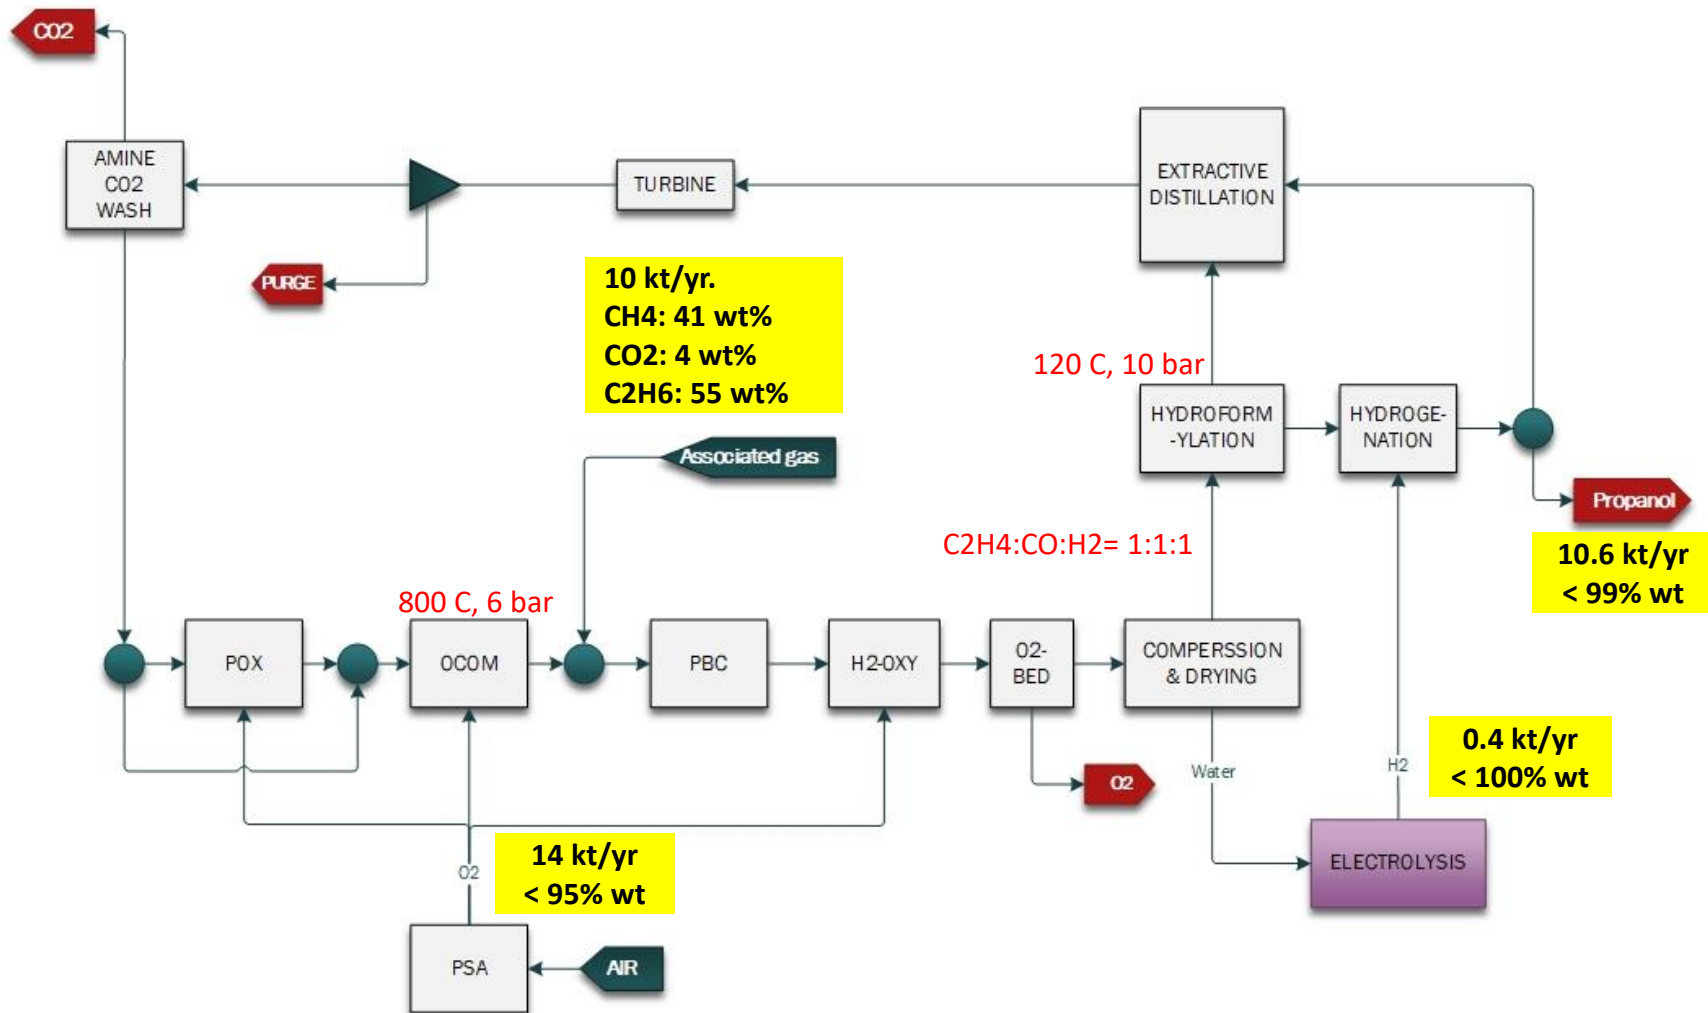 CO2
AMINE
CO2
WASH
TURBINE
EXTRACTIVE
DISTILLATION
PURGE
10 kt/yr.
CH4: 41 wt%
CO2: 4 wt%
C2H6: 55 wt%
120 C, 10 bar
HYDROFORM
-YLATION
HYDROGE-
NATION
Associated gas
Propanol
10.6 kt/yr
< 99% wt
C2H4:CO:H2= 1:1:1
800 C, 6 bar
POX
OCOM
PBC
H2-OXY
O2-
BED
COMPERSSION
& DRYING
Water
H2
0.4 kt/yr
< 100% wt
O2
ELECTROLYSIS
O2
14 kt/yr
< 95% wt
PSA
AIR